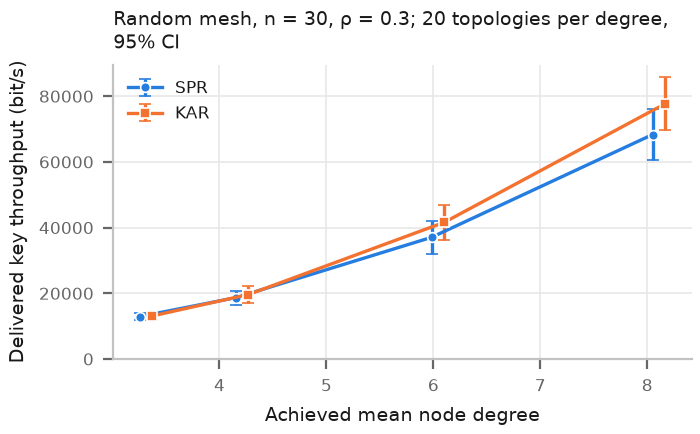 Random mesh, n = 30, ρ = 0.3; 20 topologies per degree,
95% CI
SPR
KAR
Delivered key throughput (bit/s)
80000
60000
40000
20000
0
4
5
6
7
8
Achieved mean node degree